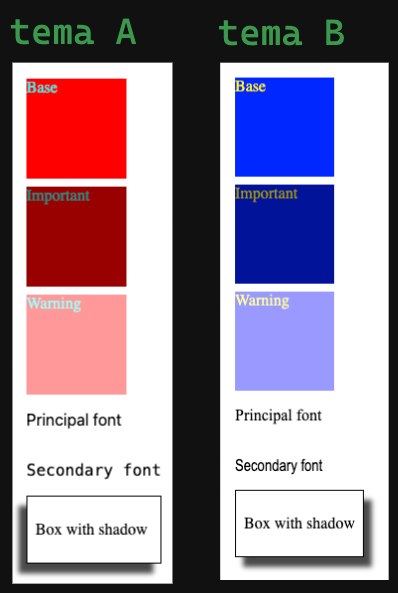 tema A
Base
Important
Warning
Principal font
Secondary font
Box with shadow
tema B
Base
Important
Warning
Principal font
Secondary font
Box with shadow